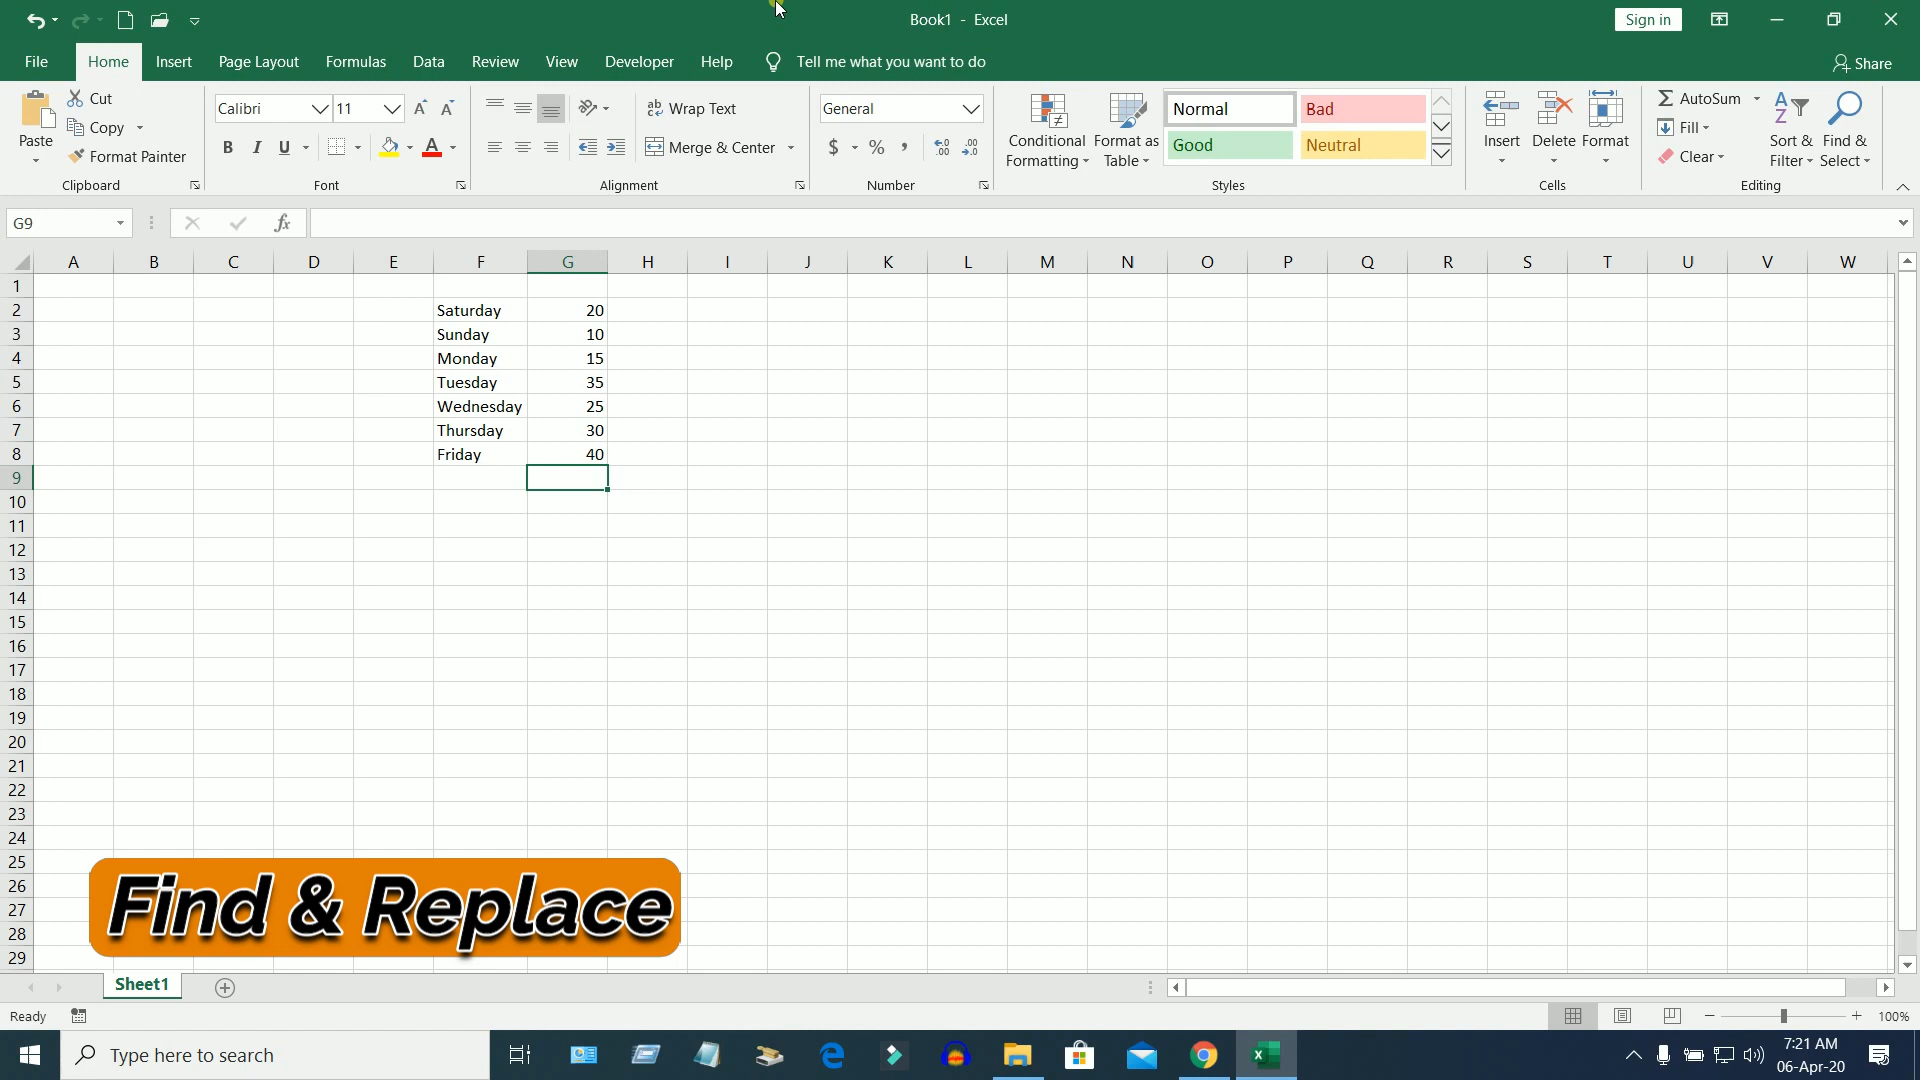 Book1 - Excel
Sign in
File Home Insert Page Layout Formulas Data Review View Developer Help Tell me what you want to do Share
Paste
Cut
Copy
Format Painter
Clipboard
Calibri 11
B I U
Font
Wrap Text
Merge & Center
Alignment
General
$ % ,
Number
Conditional Formatting
Format as Table
Normal Bad
Good Neutral
Styles
Insert Delete Format
Cells
AutoSum
Fill
Clear
Sort & Filter
Find & Select
Editing
G9 fx
A B C D E F G H I J K L M N O P Q R S T U V W
1
2 Saturday 20
3 Sunday 10
4 Monday 15
5 Tuesday 35
6 Wednesday 25
7 Thursday 30
8 Friday 40
9
10
11
12
13
14
15
16
17
18
19
20
21
22
23
24
25
26
27
28
29
Find & Replace
Sheet1
Ready 100%
Type here to search
7:21 AM
06-Apr-20